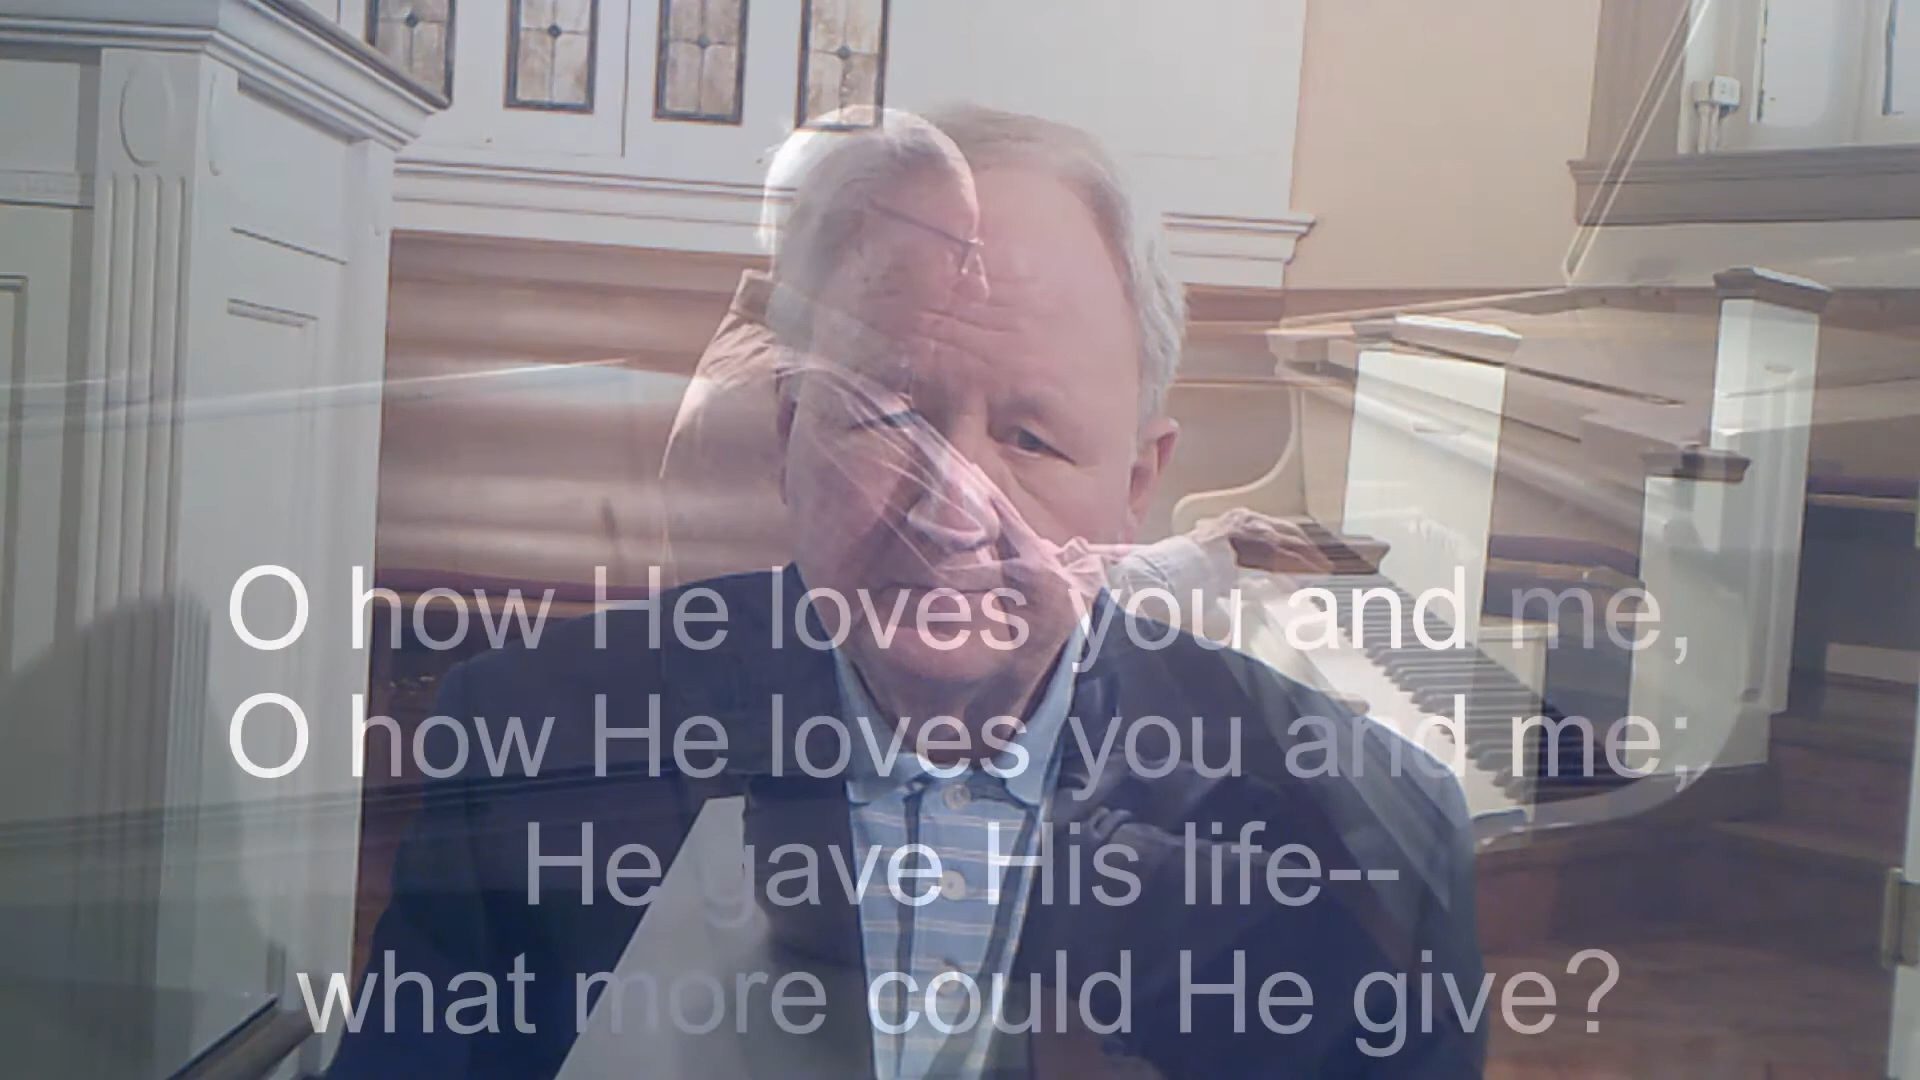 O how He loves you and me,
O how He loves you and me;
He gave His life--
what more could He give?